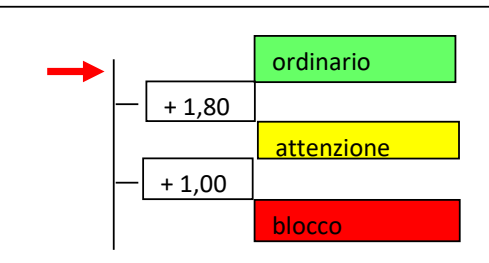 ordinario
+ 1,80
attenzione
+ 1,00
blocco